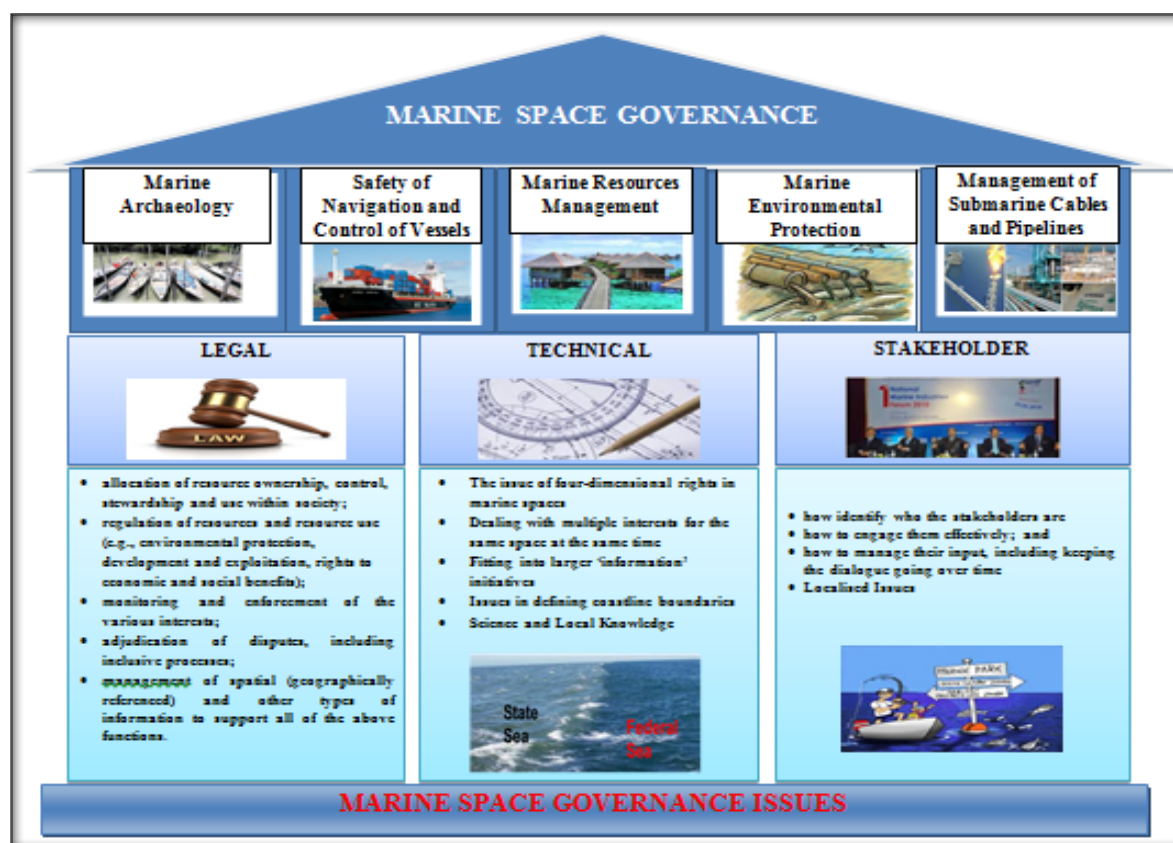 MARINE SPACE GOVERNANCE
Marine
Archaeology
Safety of
Navigation and
Control of Vessels
Marine Resources
Management
Marine
Environmental
Protection
Management of
Submarine Cables
and Pipelines
LEGAL
LAW
TECHNICAL
STAKEHOLDER
National
Marine Industries
Forum
• allocation of resource ownership, control,
stewardship and use within society;
• regulation of resources and resource use
(e.g., environmental protection,
development and exploitation, rights to
economic and social benefits);
• monitoring and enforcement of the
various interests;
• adjudication of disputes, including
inclusive processes;
• management of spatial (geographically
referenced) and other types of
information to support all of the above
functions.
• The issue of four-dimensional rights in
marine spaces
• Dealing with multiple interests for the
same space at the same time
• Fitting into larger ‘information’
initiatives
• Issues in defining coastline boundaries
• Science and Local Knowledge
State
Sea
Federal
Sea
• how identify who the stakeholders are
• how to engage them effectively; and
• how to manage their input, including keeping
the dialogue going over time
• Localised Issues
PARK
MARINE SPACE GOVERNANCE ISSUES